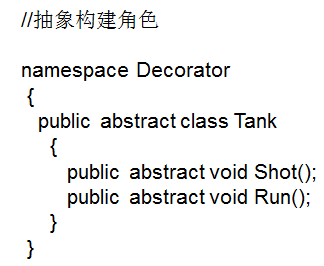 //抽象构建角色
namespace Decorator
{
public abstract class Tank
{
public abstract void Shot();
public abstract void Run();
}
}